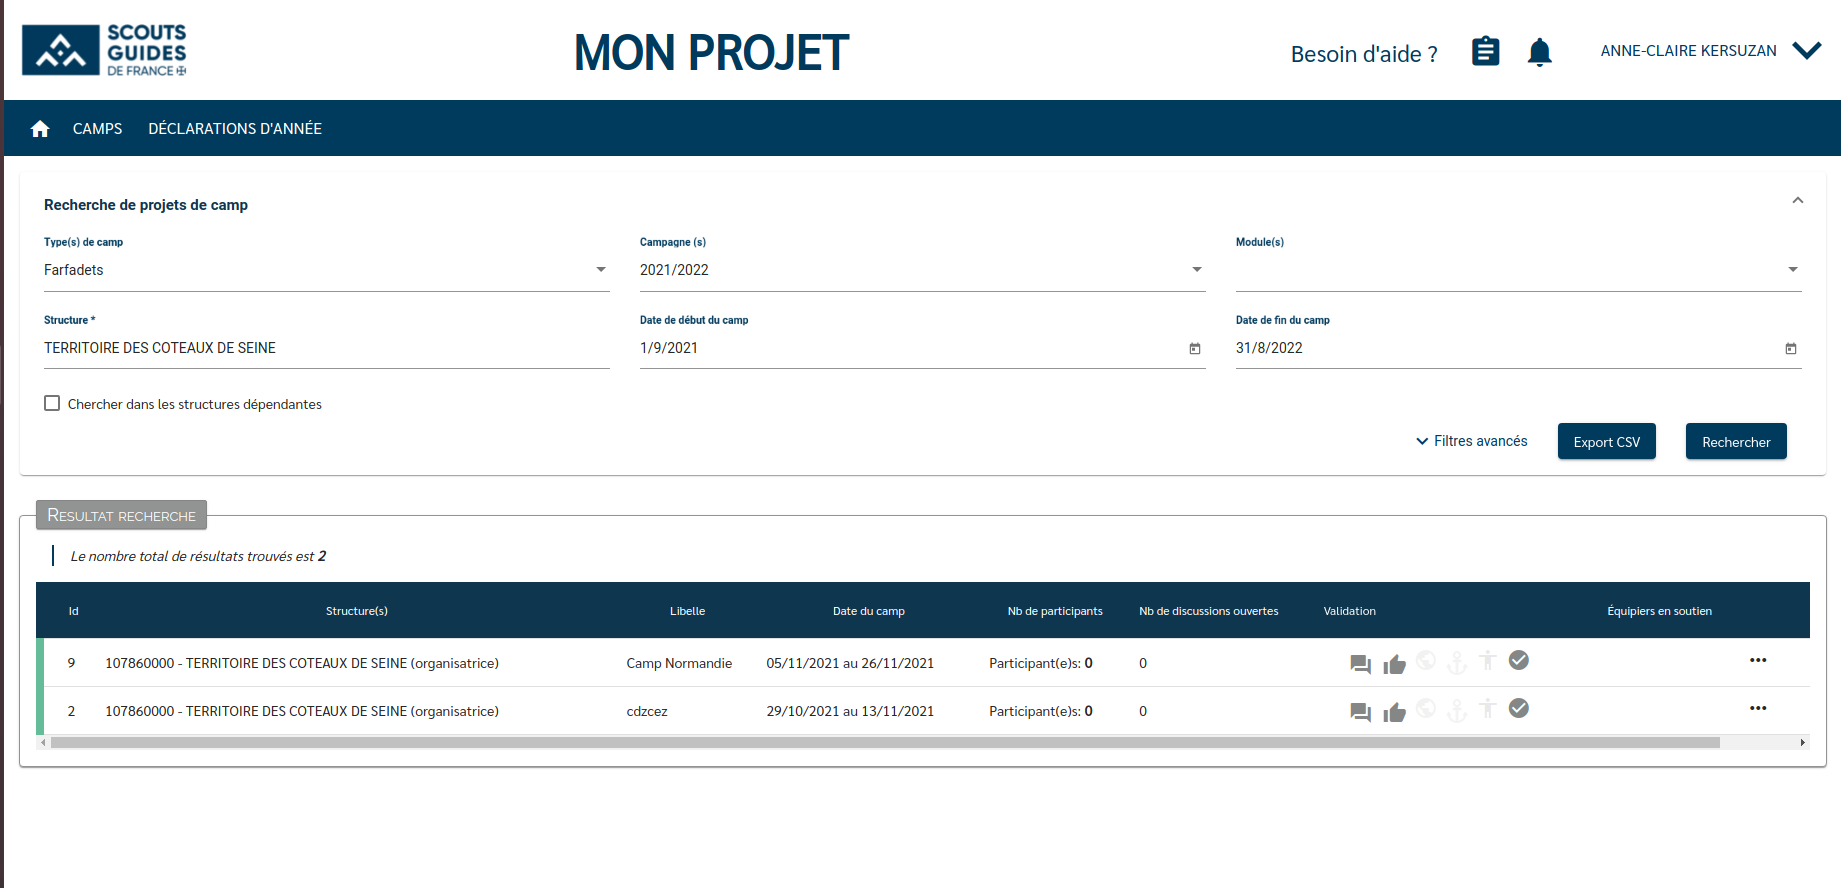 SCOUTS
GUIDES
DE FRANCE
MON PROJET
Besoin d'aide ?
ANNE-CLAIRE KERSUZAN
CAMPS DÉCLARATIONS D'ANNÉE
Recherche de projets de camp
Type(s) de camp Campagne (s) Module(s)
Farfadets 2021/2022
Structure * Date de début du camp Date de fin du camp
TERRITOIRE DES COTEAUX DE SEINE 1/9/2021 31/8/2022
Chercher dans les structures dépendantes
Filtres avancés Export CSV Rechercher
RESULTAT RECHERCHE
Le nombre total de résultats trouvés est 2
Id Structure(s) Libelle Date du camp Nb de participants Nb de discussions ouvertes Validation Équipiers en soutien
9 107860000 - TERRITOIRE DES COTEAUX DE SEINE (organisatrice) Camp Normandie 05/11/2021 au 26/11/2021 Participant(e)s: 0 0
2 107860000 - TERRITOIRE DES COTEAUX DE SEINE (organisatrice) cdzcez 29/10/2021 au 13/11/2021 Participant(e)s: 0 0